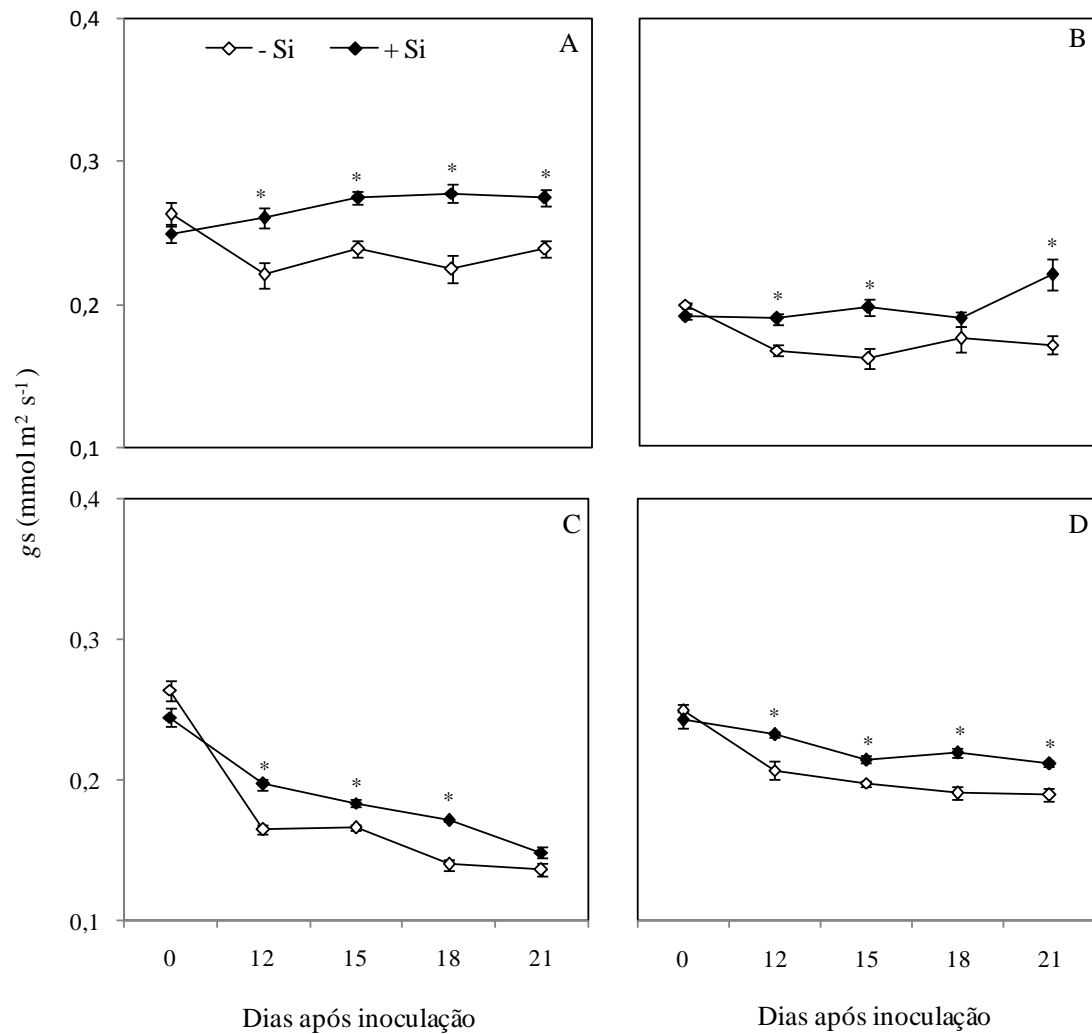 0,4
- Si + Si
A
B
0,3
* * * *
* * *
0,2
0,1
gs (mmol m² s⁻¹)
0,4
C
D
0,3
* * *
* * * *
0,2
0,1
0 12 15 18 21
0 12 15 18 21
Dias após inoculação
Dias após inoculação